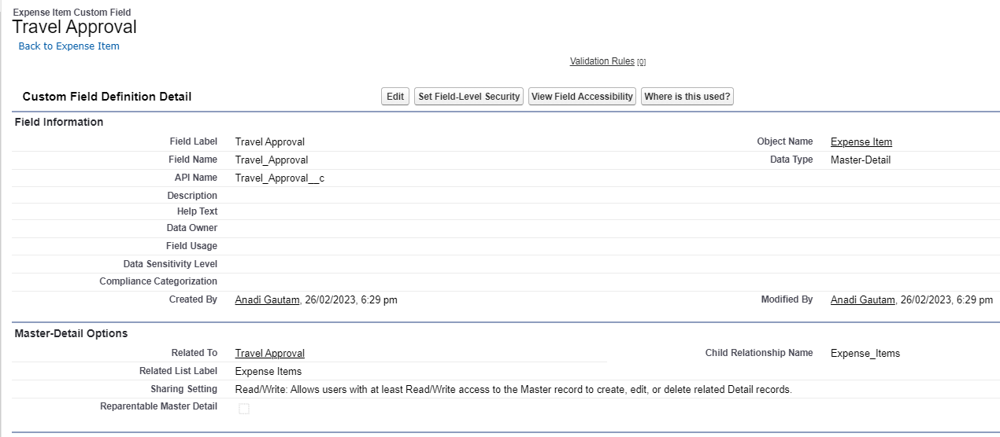 Expense Item Custom Field
Travel Approval
Back to Expense Item
Validation Rules [0]
Custom Field Definition Detail
Edit Set Field-Level Security View Field Accessibility Where is this used?
Field Information
Field Label Travel Approval Object Name Expense Item
Field Name Travel_Approval Data Type Master-Detail
API Name Travel_Approval__c
Description
Help Text
Data Owner
Field Usage
Data Sensitivity Level
Compliance Categorization
Created By Anadi Gautam, 26/02/2023, 6:29 pm Modified By Anadi Gautam, 26/02/2023, 6:29 pm
Master-Detail Options
Related To Travel Approval Child Relationship Name Expense_Items
Related List Label Expense Items
Sharing Setting Read/Write: Allows users with at least Read/Write access to the Master record to create, edit, or delete related Detail records.
Reparentable Master Detail